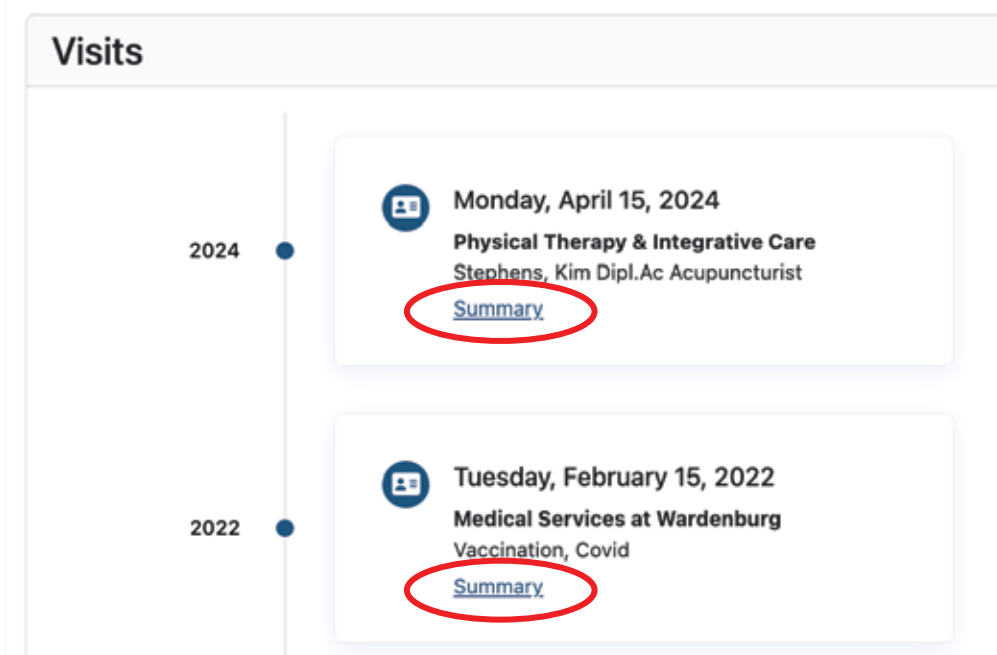 Visits
2024
Monday, April 15, 2024
Physical Therapy & Integrative Care
Stephens, Kim Dipl.Ac Acupuncturist
Summary
2022
Tuesday, February 15, 2022
Medical Services at Wardenburg
Vaccination, Covid
Summary